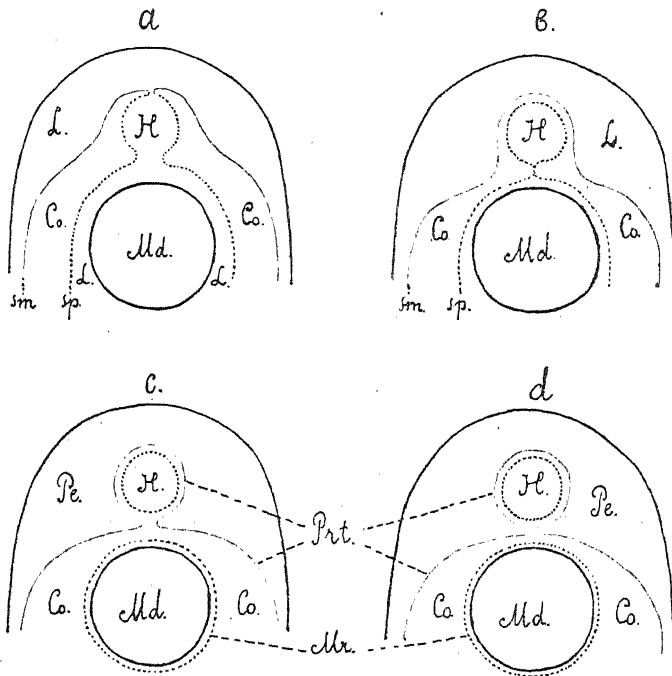 a
L.
H
Co.
Co.
Md.
L.
L.
sm
sp.
B.
H
L.
Co
Co.
Md.
sm.
sp.
c.
Pe.
H.
Co.
Co.
Md.
d
H.
Pe.
Co
Co.
Md.
Prt.
Mr.